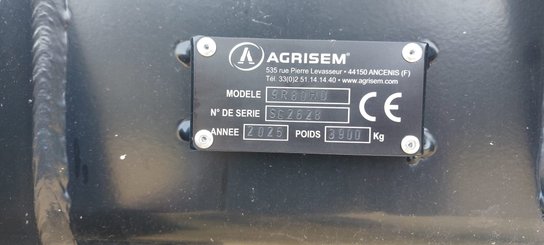 AGRISEM®
535 rue Pierre Levasseur • 44150 ANCENIS (F)
Tél. 33(0)2 51.14.14.40 • www.agrisem.com
MODELE
N° DE SERIE SC2628
ANNEE 2025 POIDS 3900 Kg
CE